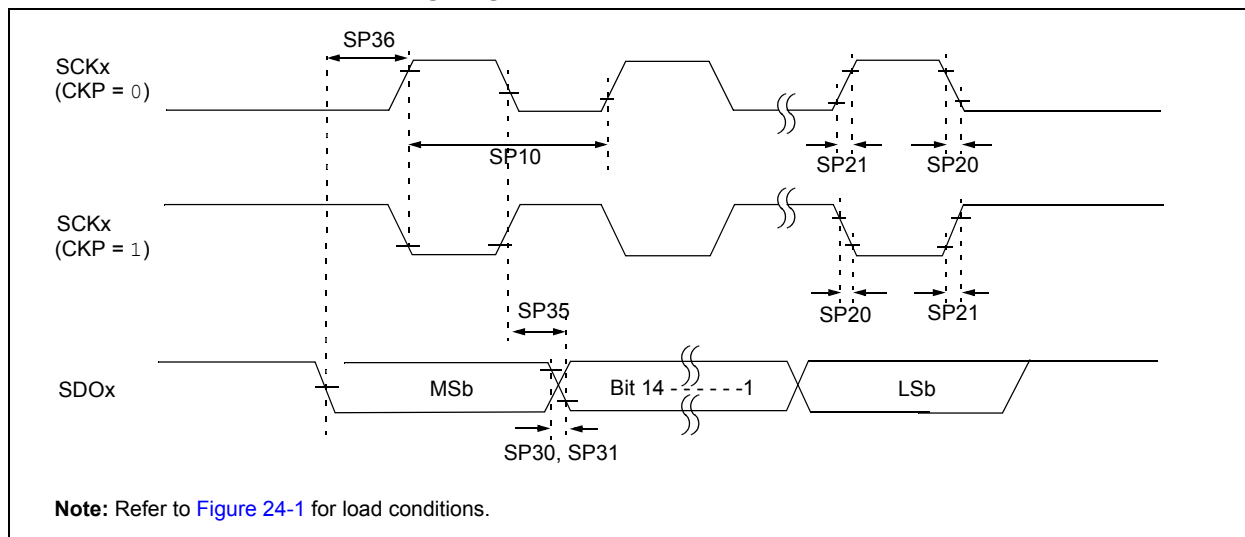 SP36
SCKx
(CKP = 0)
SP10
SP21
SP20
SCKx
(CKP = 1)
SP35
SP20
SP21
SDOx
MSb
Bit 14 - - - - - -1
LSb
SP30, SP31
Note: Refer to Figure 24-1 for load conditions.